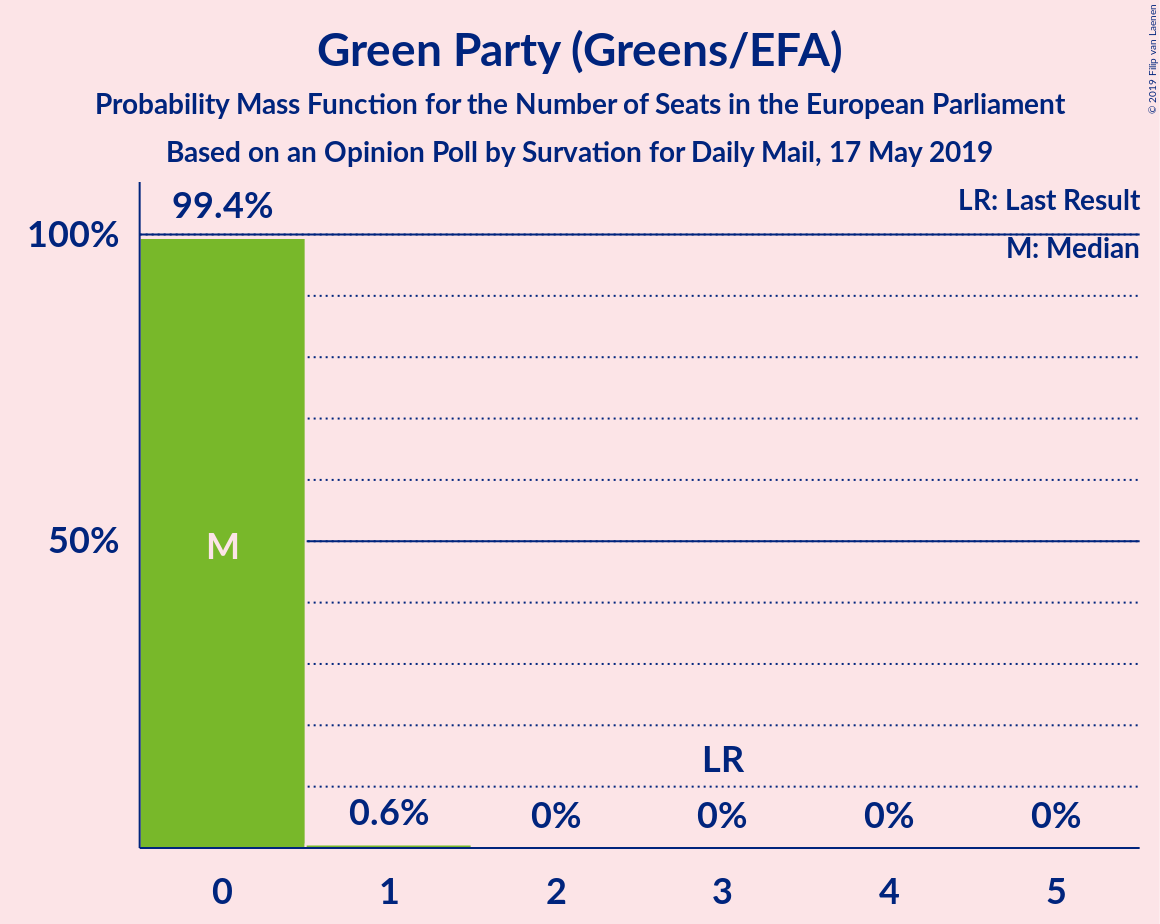 Green Party (Greens/EFA)
Probability Mass Function for the Number of Seats in the European Parliament
Based on an Opinion Poll by Survation for Daily Mail, 17 May 2019
© 2019 Filip van Laenen
LR: Last Result
M: Median
99.4%
100%
50%
M
LR
0.6%
0%
0%
0%
0%
0
1
2
3
4
5